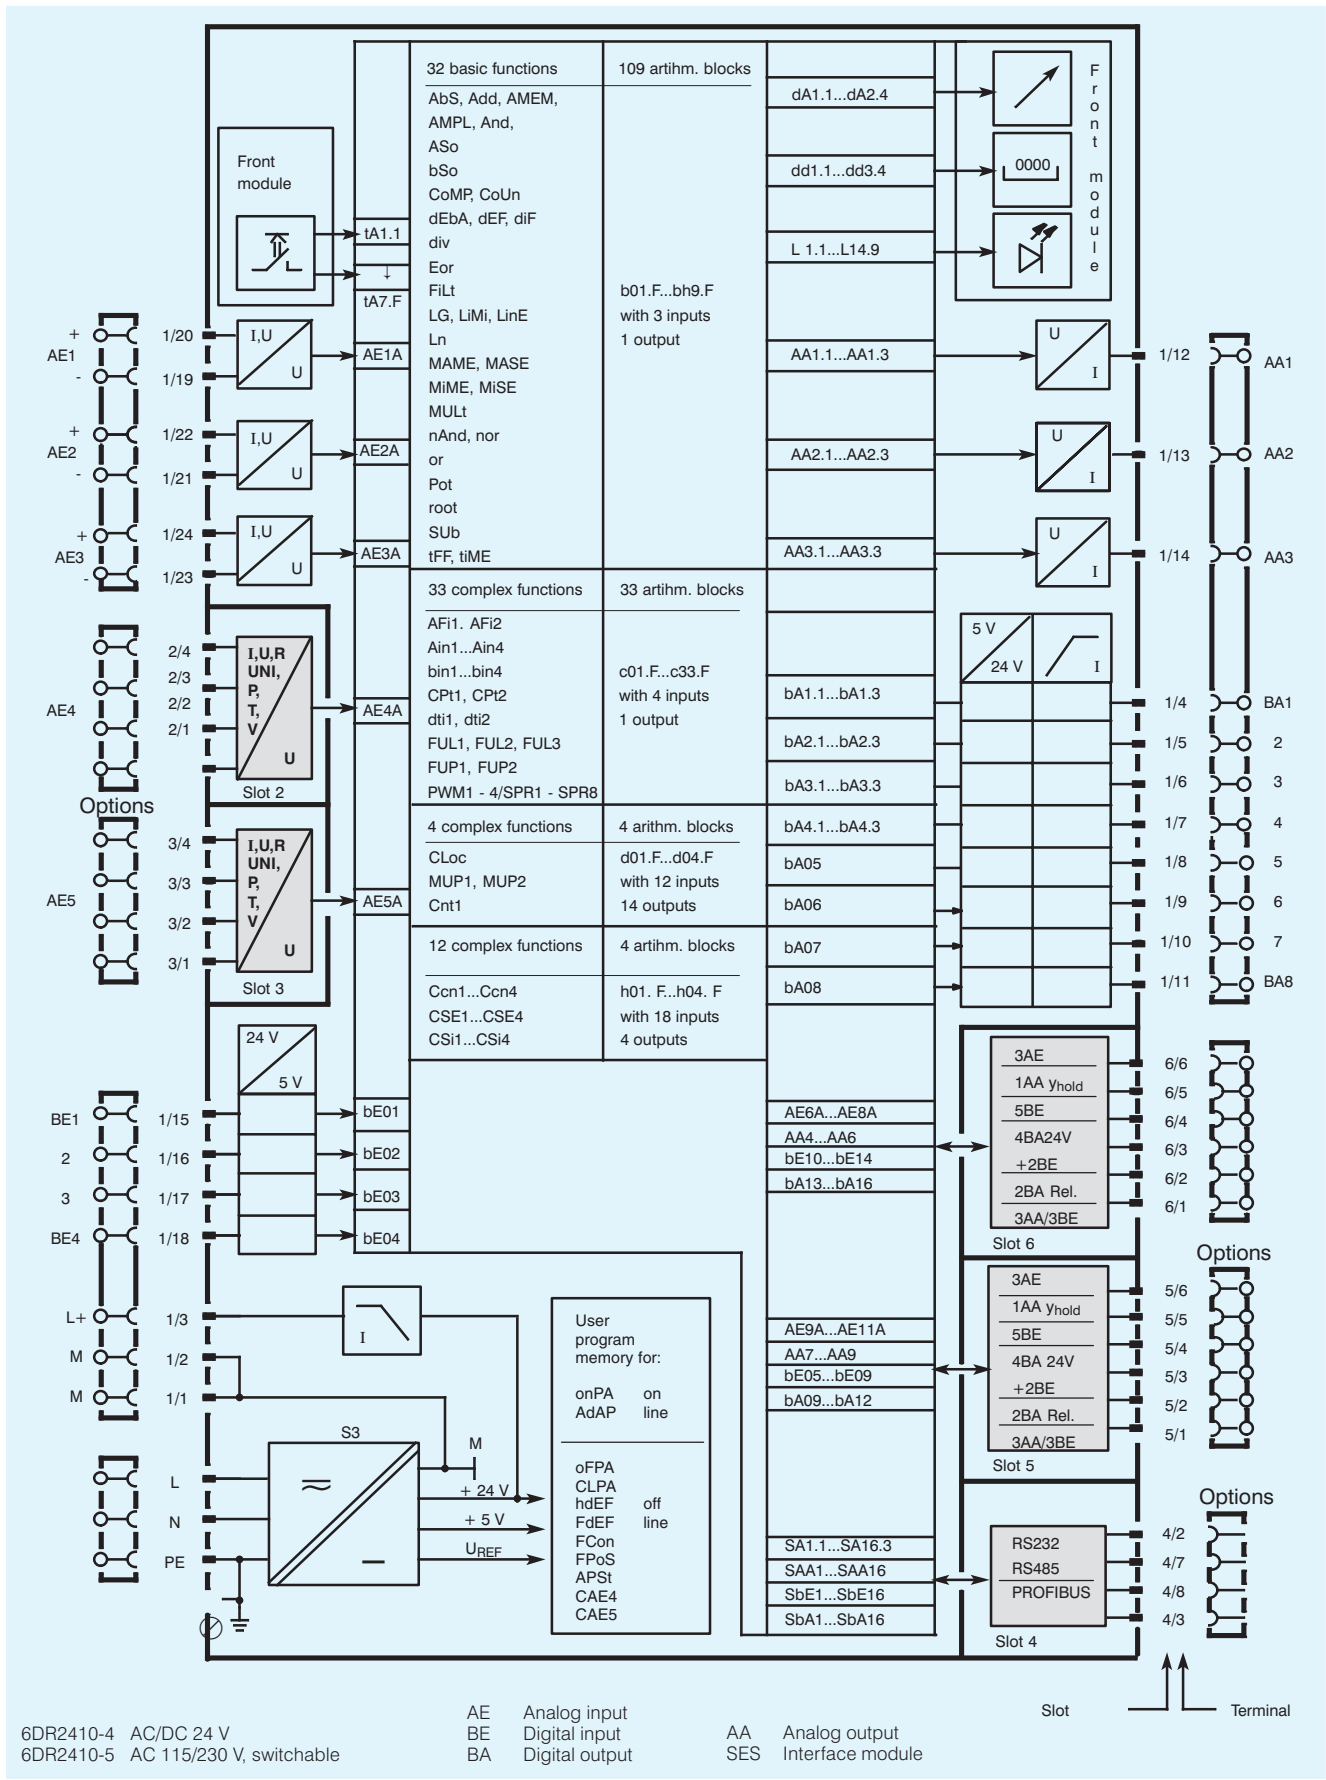 32 basic functions
109 artihm. blocks
AbS, Add, AMEM,
AMPL, And,
ASo
bSo
CoMP, CoUn
dEbA, dEF, diF
div
Eor
FiLt
LG, LiMi, LinE
Ln
MAME, MASE
MiME, MiSE
MULt
nAnd, nor
or
Pot
root
SUb
tFF, tiME
b01.F...bh9.F
with 3 inputs
1 output
33 complex functions
33 artihm. blocks
AFi1. AFi2
Ain1...Ain4
bin1...bin4
CPt1, CPt2
dti1, dti2
FUL1, FUL2, FUL3
FUP1, FUP2
PWM1 - 4/SPR1 - SPR8
c01.F...c33.F
with 4 inputs
1 output
4 complex functions
4 arithm. blocks
CLoc
MUP1, MUP2
Cnt1
d01.F...d04.F
with 12 inputs
14 outputs
12 complex functions
4 artihm. blocks
Ccn1...Ccn4
CSE1...CSE4
CSi1...CSi4
h01. F...h04. F
with 18 inputs
4 outputs
Front
module
tA1.1
↓
tA7.F
+
AE1
-
1/20
1/19
I,U
U
AE1A
+
AE2
-
1/22
1/21
I,U
U
AE2A
+
AE3
-
1/24
1/23
I,U
U
AE3A
AE4
2/4
2/3
2/2
2/1
I,U,R
UNI,
P,
T,
V
U
Slot 2
AE4A
Options
AE5
3/4
3/3
3/2
3/1
I,U,R
UNI,
P,
T,
V
U
Slot 3
AE5A
24 V
5 V
BE1
1/15
bE01
2
1/16
bE02
3
1/17
bE03
BE4
1/18
bE04
L+
1/3
I
M
1/2
M
1/1
S3
L
N
PE
M
+ 24 V
+ 5 V
UREF
User
program
memory for:
onPA on
AdAP line
oFPA
CLPA
hdEF off
FdEF line
FCon
FPoS
APSt
CAE4
CAE5
dA1.1...dA2.4
dd1.1...dd3.4
L 1.1...L14.9
0000
Front module
AA1.1...AA1.3
U
I
1/12
AA1
AA2.1...AA2.3
U
I
1/13
AA2
AA3.1...AA3.3
U
I
1/14
AA3
5 V
24 V
I
bA1.1...bA1.3
1/4
BA1
bA2.1...bA2.3
1/5
2
bA3.1...bA3.3
1/6
3
bA4.1...bA4.3
1/7
4
bA05
1/8
5
bA06
1/9
6
bA07
1/10
7
bA08
1/11
BA8
AE6A...AE8A
AA4...AA6
bE10...bE14
bA13...bA16
3AE
1AA yhold
5BE
4BA24V
+2BE
2BA Rel.
3AA/3BE
Slot 6
6/6
6/5
6/4
6/3
6/2
6/1
Options
AE9A...AE11A
AA7...AA9
bE05...bE09
bA09...bA12
3AE
1AA yhold
5BE
4BA 24V
+2BE
2BA Rel.
3AA/3BE
Slot 5
5/6
5/5
5/4
5/3
5/2
5/1
Options
SA1.1...SA16.3
SAA1...SAA16
SbE1...SbE16
SbA1...SbA16
RS232
RS485
PROFIBUS
Slot 4
4/2
4/7
4/8
4/3
Slot
Terminal
6DR2410-4 AC/DC 24 V
6DR2410-5 AC 115/230 V, switchable
AE Analog input
BE Digital input
BA Digital output
AA Analog output
SES Interface module